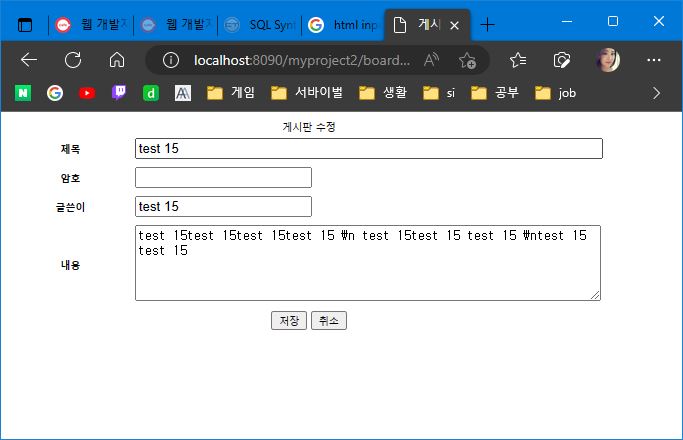 웹 개발자
웹 개발자
SQL Synt
html inp
게시
localhost:8090/myproject2/board...
게임
서바이벌
생활
si
공부
job
게시판 수정
제목
test 15
암호
글쓴이
test 15
내용
test 15test 15test 15test 15 ₩n test 15test 15 test 15 ₩ntest 15
test 15
저장
취소